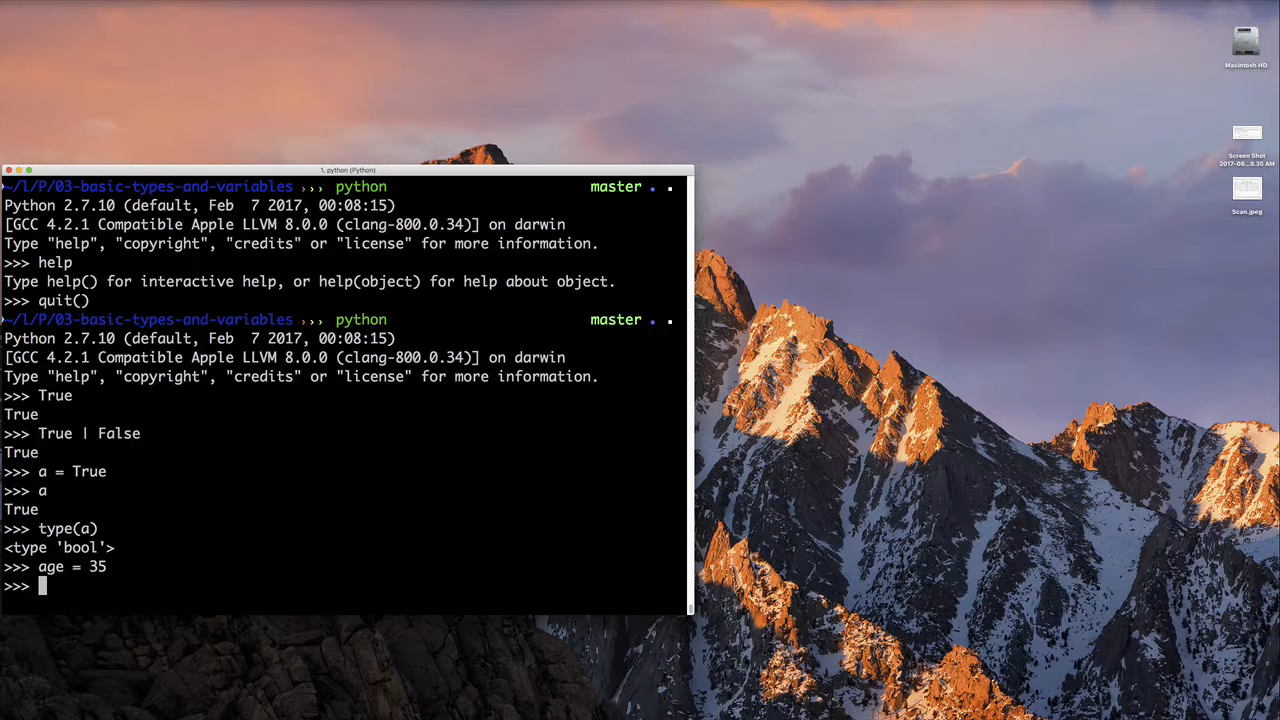 1. python (Python)
~/l/P/03-basic-types-and-variables ››› python master
Python 2.7.10 (default, Feb  7 2017, 00:08:15)
[GCC 4.2.1 Compatible Apple LLVM 8.0.0 (clang-800.0.34)] on darwin
Type "help", "copyright", "credits" or "license" for more information.
>>> help
Type help() for interactive help, or help(object) for help about object.
>>> quit()
~/l/P/03-basic-types-and-variables ››› python master
Python 2.7.10 (default, Feb  7 2017, 00:08:15)
[GCC 4.2.1 Compatible Apple LLVM 8.0.0 (clang-800.0.34)] on darwin
Type "help", "copyright", "credits" or "license" for more information.
>>> True
True
>>> True | False
True
>>> a = True
>>> a
True
>>> type(a)
<type 'bool'>
>>> age = 35
>>>
Macintosh HD
Screen Shot
2017-08...8.35 AM
Scan.jpeg